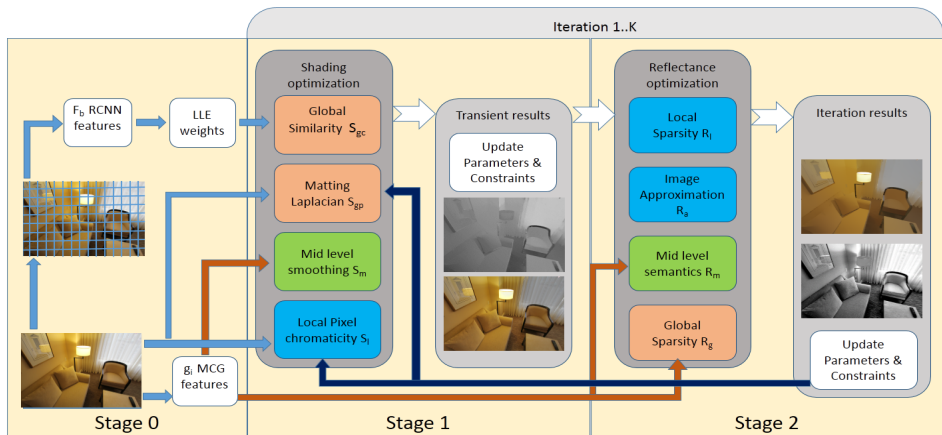 Iteration 1..K
Shading
optimization
Reflectance
optimization
F_b RCNN
features
LLE
weights
Global
Similarity S_gc
Matting
Laplacian S_gp
Mid level
smoothing S_m
Local Pixel
chromaticity S_l
g_i MCG
features
Transient results
Update
Parameters &
Constraints
Local
Sparsity R_l
Image
Approximation
R_a
Mid level
semantics R_m
Global
Sparsity R_g
Iteration results
Update
Parameters &
Constraints
Stage 0
Stage 1
Stage 2